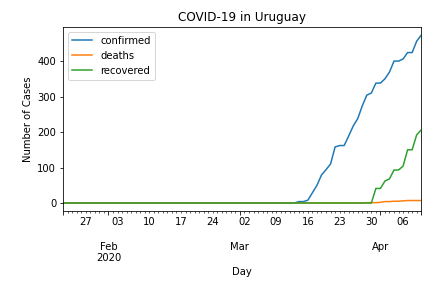 COVID-19 in Uruguay
confirmed
deaths
recovered
Number of Cases
400
300
200
100
0
27 03 10 17 24 02 09 16 23 30 06
Feb Mar Apr
2020
Day